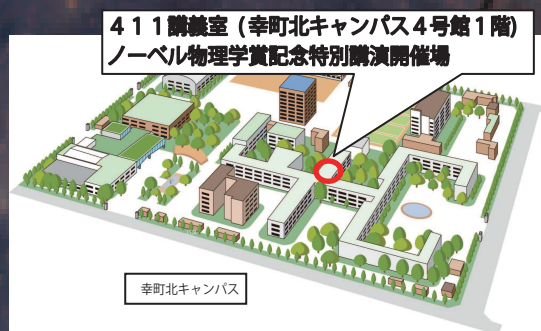 ４１１講義室（幸町北キャンパス４号館１階)
ノーベル物理学賞記念特別講演開催場
幸町北キャンパス